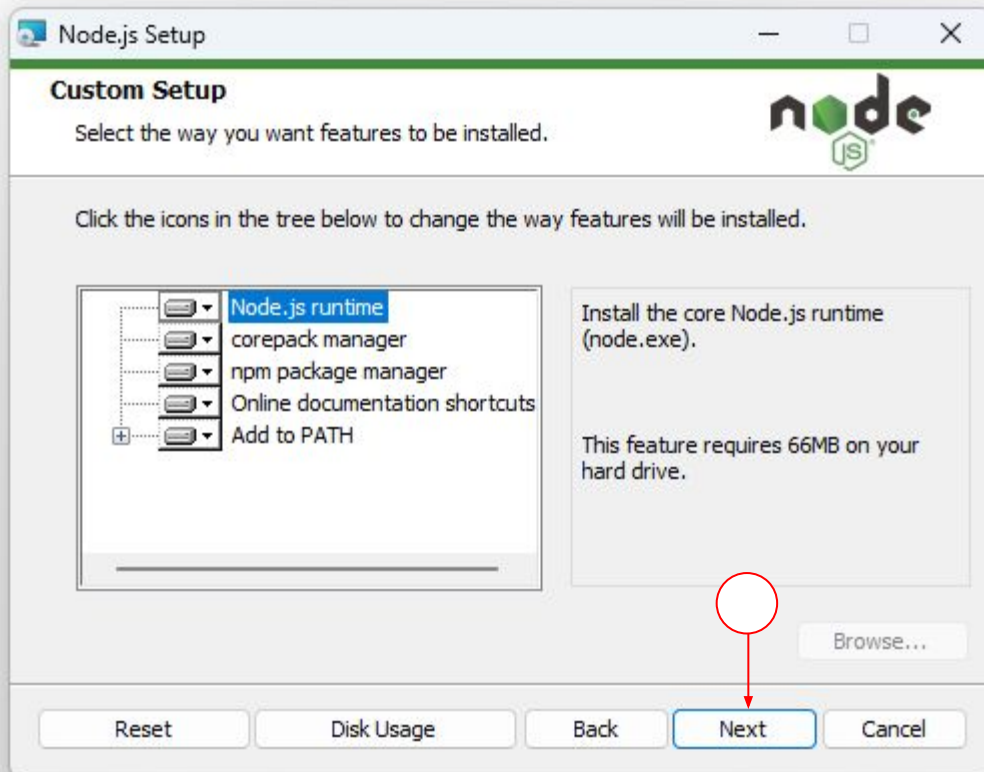 Node.js Setup
Custom Setup
Select the way you want features to be installed.
node
JS
Click the icons in the tree below to change the way features will be installed.
Node.js runtime
corepack manager
npm package manager
Online documentation shortcuts
Add to PATH
Install the core Node.js runtime
(node.exe).
This feature requires 66MB on your
hard drive.
Browse...
Reset
Disk Usage
Back
Next
Cancel